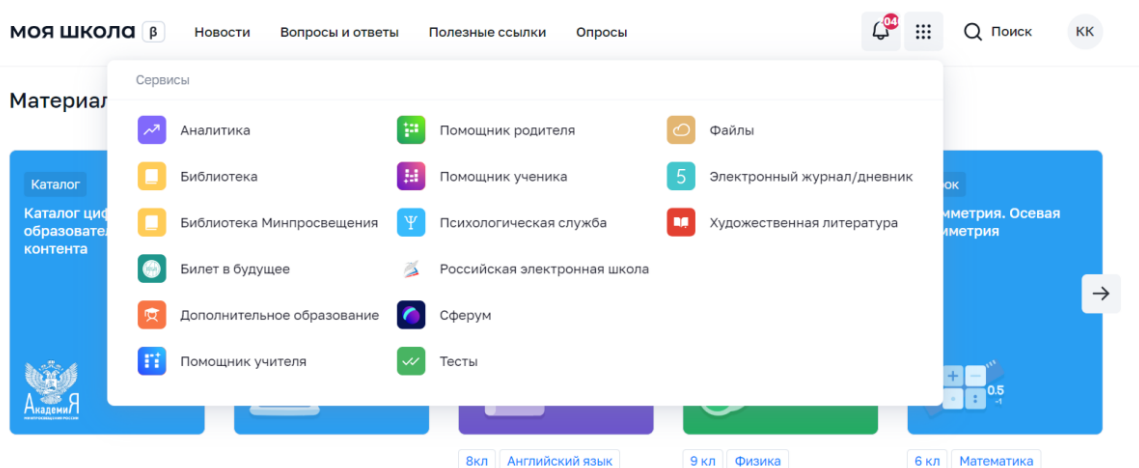 моя школа β Новости Вопросы и ответы Полезные ссылки Опросы 04 Поиск КК
Сервисы
Материал
Аналитика Помощник родителя Файлы
Библиотека Помощник ученика 5 Электронный журнал/дневник
Библиотека Минпросвещения Ψ Психологическая служба Художественная литература
Билет в будущее Российская электронная школа
Дополнительное образование Сферум
Помощник учителя Тесты
Каталог
Каталог
образовате
контента
Осевая
АкадемиЯ
0.5
-1
8кл Английский язык 9 кл Физика 6 кл Математика